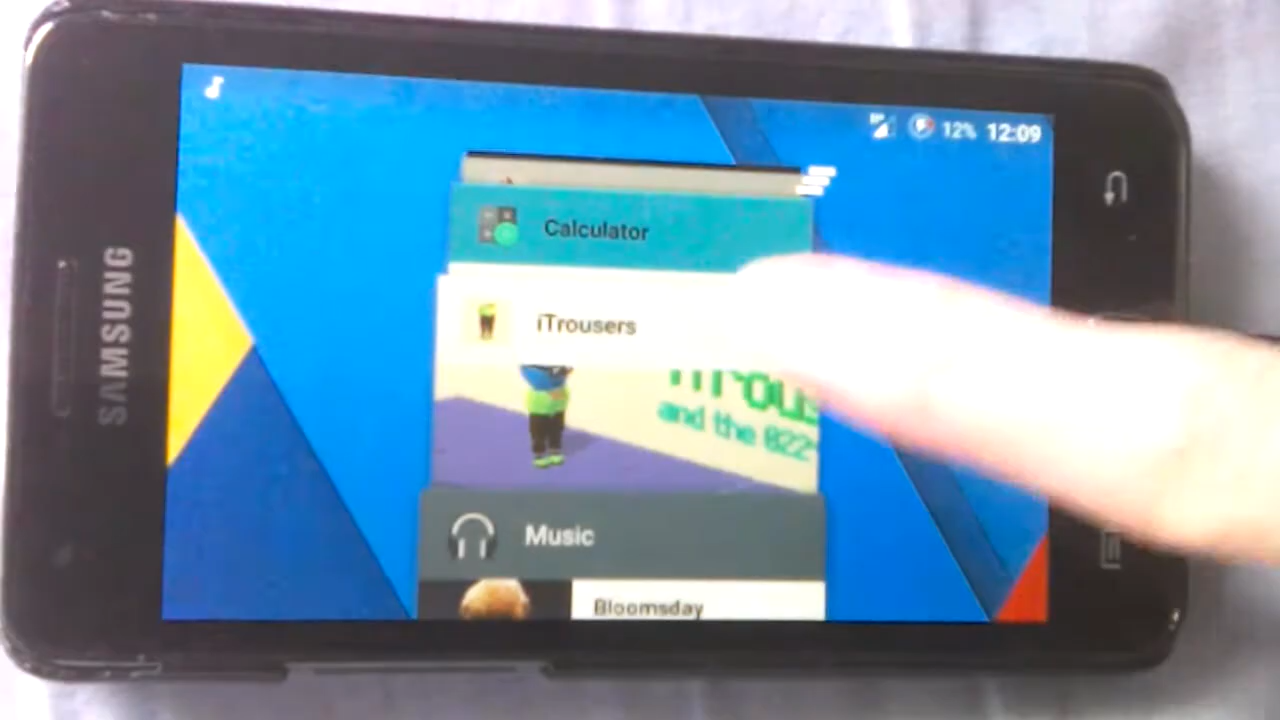 SAMSUNG
12% 12:09
Calculator
iTrousers
and the
Music
Bloomsday